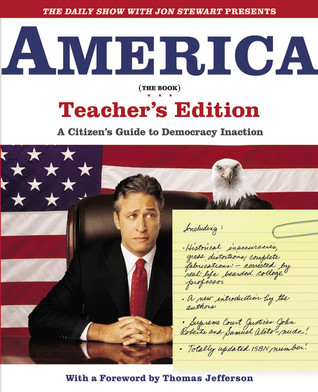 THE DAILY SHOW WITH JON STEWART PRESENTS
AMERICA
(THE BOOK)
Teacher's Edition
A Citizen's Guide to Democracy Inaction
Including:
• Historical inaccuracies,
gross distortions, complete
fabrications – corrected by
real life bearded college
professor
• A new introduction by the
authors
• Supreme Court Justices John
Roberts and Samuel Alito – nude!
• Totally updated ISBN number!
With a Foreword by Thomas Jefferson